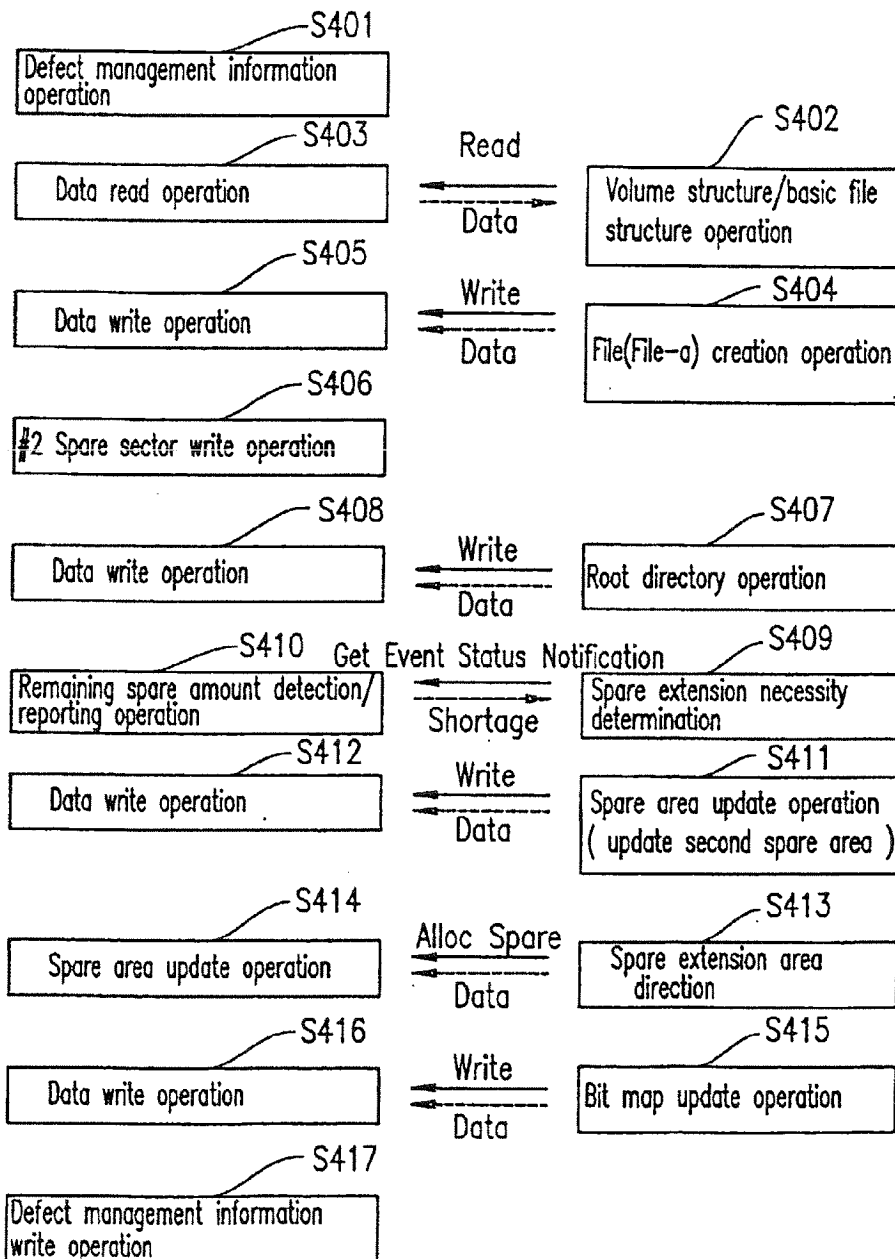 S401
Defect management information
operation
S403
Data read operation
Read
Data
S402
Volume structure/basic file
structure operation
S405
Data write operation
Write
Data
S404
File(File-a) creation operation
S406
#2 Spare sector write operation
S408
Data write operation
Write
Data
S407
Root directory operation
S410
Remaining spare amount detection/
reporting operation
Get Event Status Notification
Shortage
S409
Spare extension necessity
determination
S412
Data write operation
Write
Data
S411
Spare area update operation
( update second spare area )
S414
Spare area update operation
Alloc Spare
Data
S413
Spare extension area
direction
S416
Data write operation
Write
Data
S415
Bit map update operation
S417
Defect management information
write operation